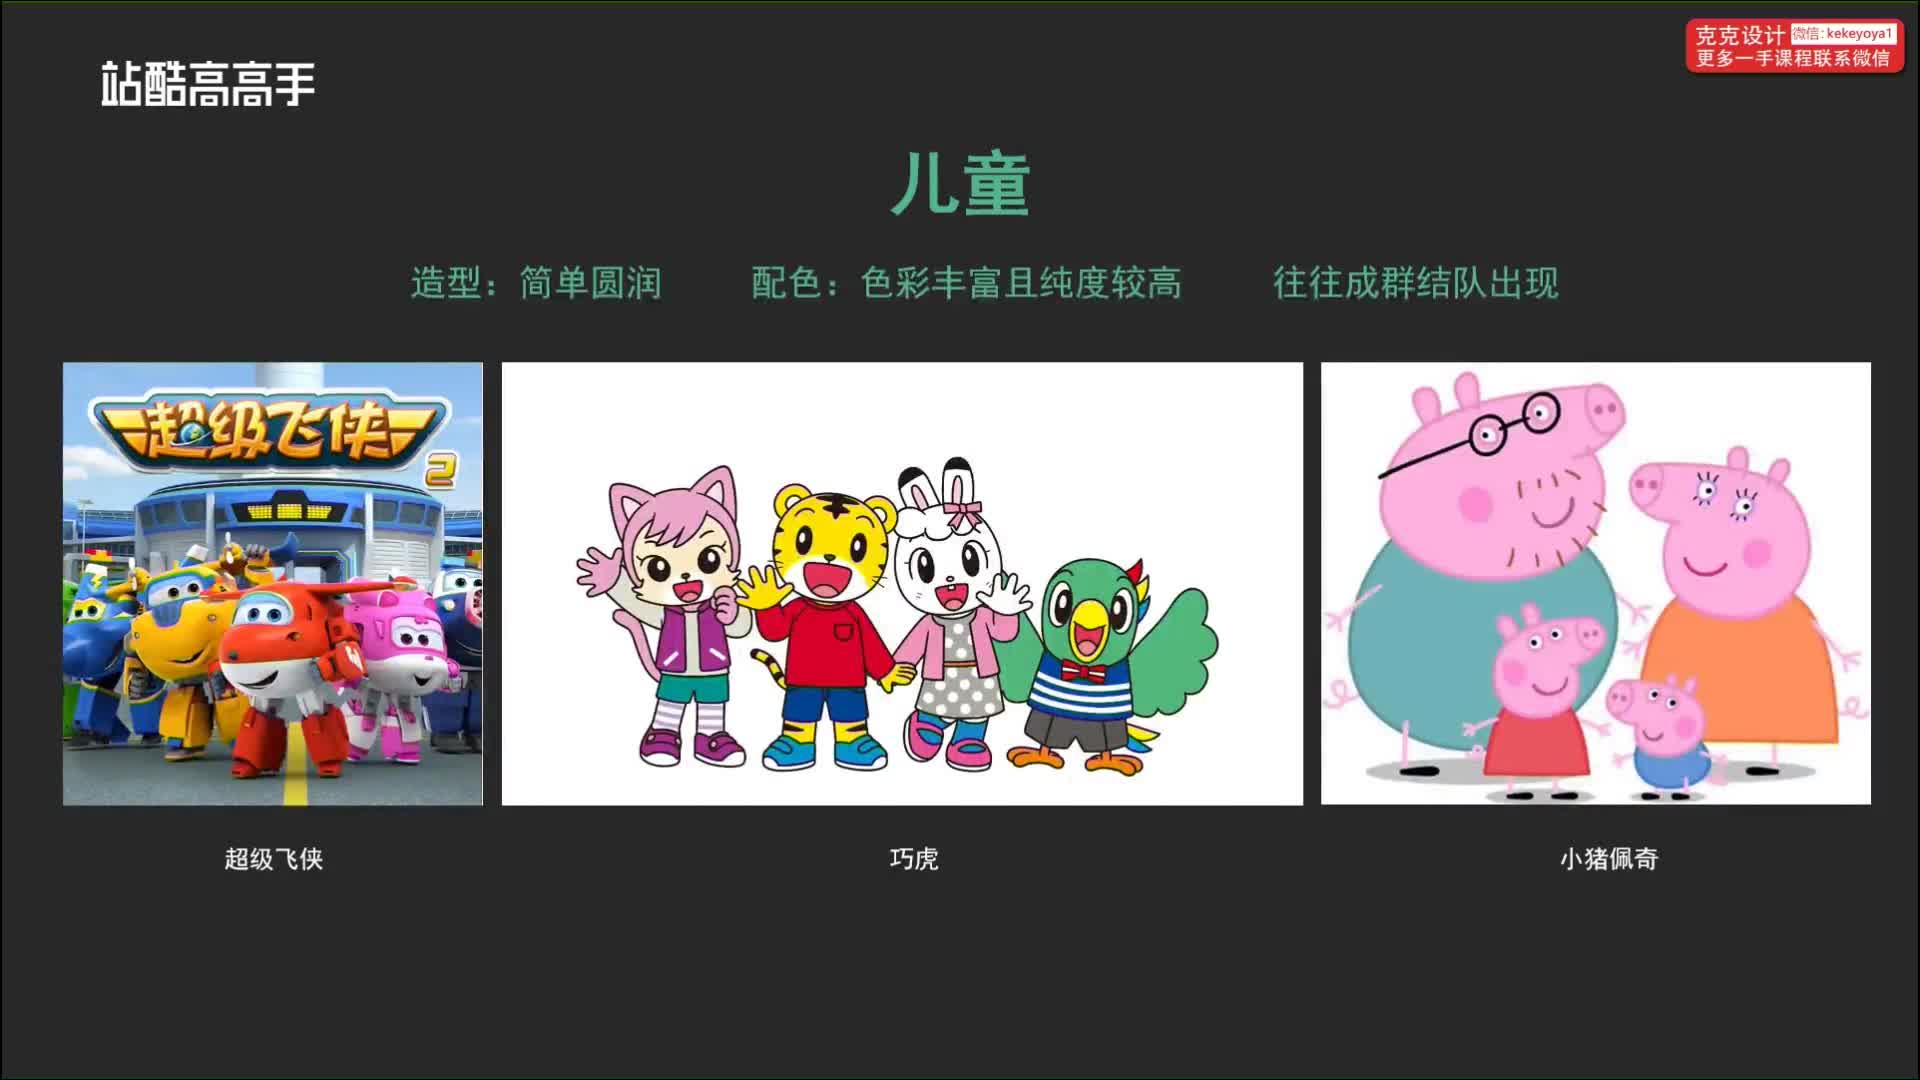 克克设计 微信：kekeyoya1
更多一手课程联系微信
站酷高高手
儿童
造型：简单圆润 配色：色彩丰富且纯度较高 往往成群结队出现
超级飞侠
2
超级飞侠 巧虎 小猪佩奇